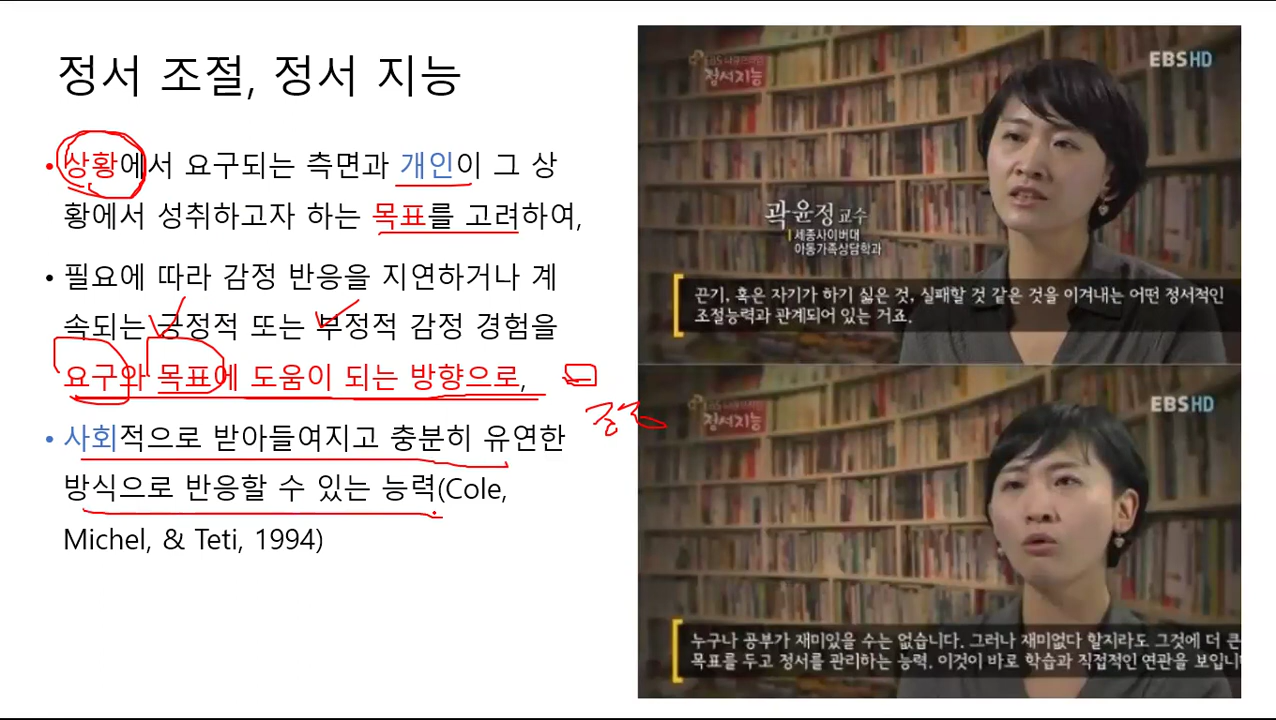 정서 조절, 정서 지능
• 상황에서 요구되는 측면과 개인이 그 상
황에서 성취하고자 하는 목표를 고려하여,
• 필요에 따라 감정 반응을 지연하거나 계
속되는 긍정적 또는 부정적 감정 경험을
요구와 목표에 도움이 되는 방향으로,
• 사회적으로 받아들여지고 충분히 유연한
방식으로 반응할 수 있는 능력(Cole,
Michel, & Teti, 1994)
EBS 다큐프라임
정서지능
EBS HD
곽윤정 교수
세종사이버대
아동가족상담학과
끈기, 혹은 자기가 하기 싫은 것, 실패할 것 같은 것을 이겨내는 어떤 정서적인
조절능력과 관계되어 있는 거죠.
EBS 다큐프라임
정서지능
EBS HD
누구나 공부가 재미있을 수는 없습니다. 그러나 재미없다 할지라도 그것에 더 큰
목표를 두고 정서를 관리하는 능력, 이것이 바로 학습과 직접적인 연관을 보입니